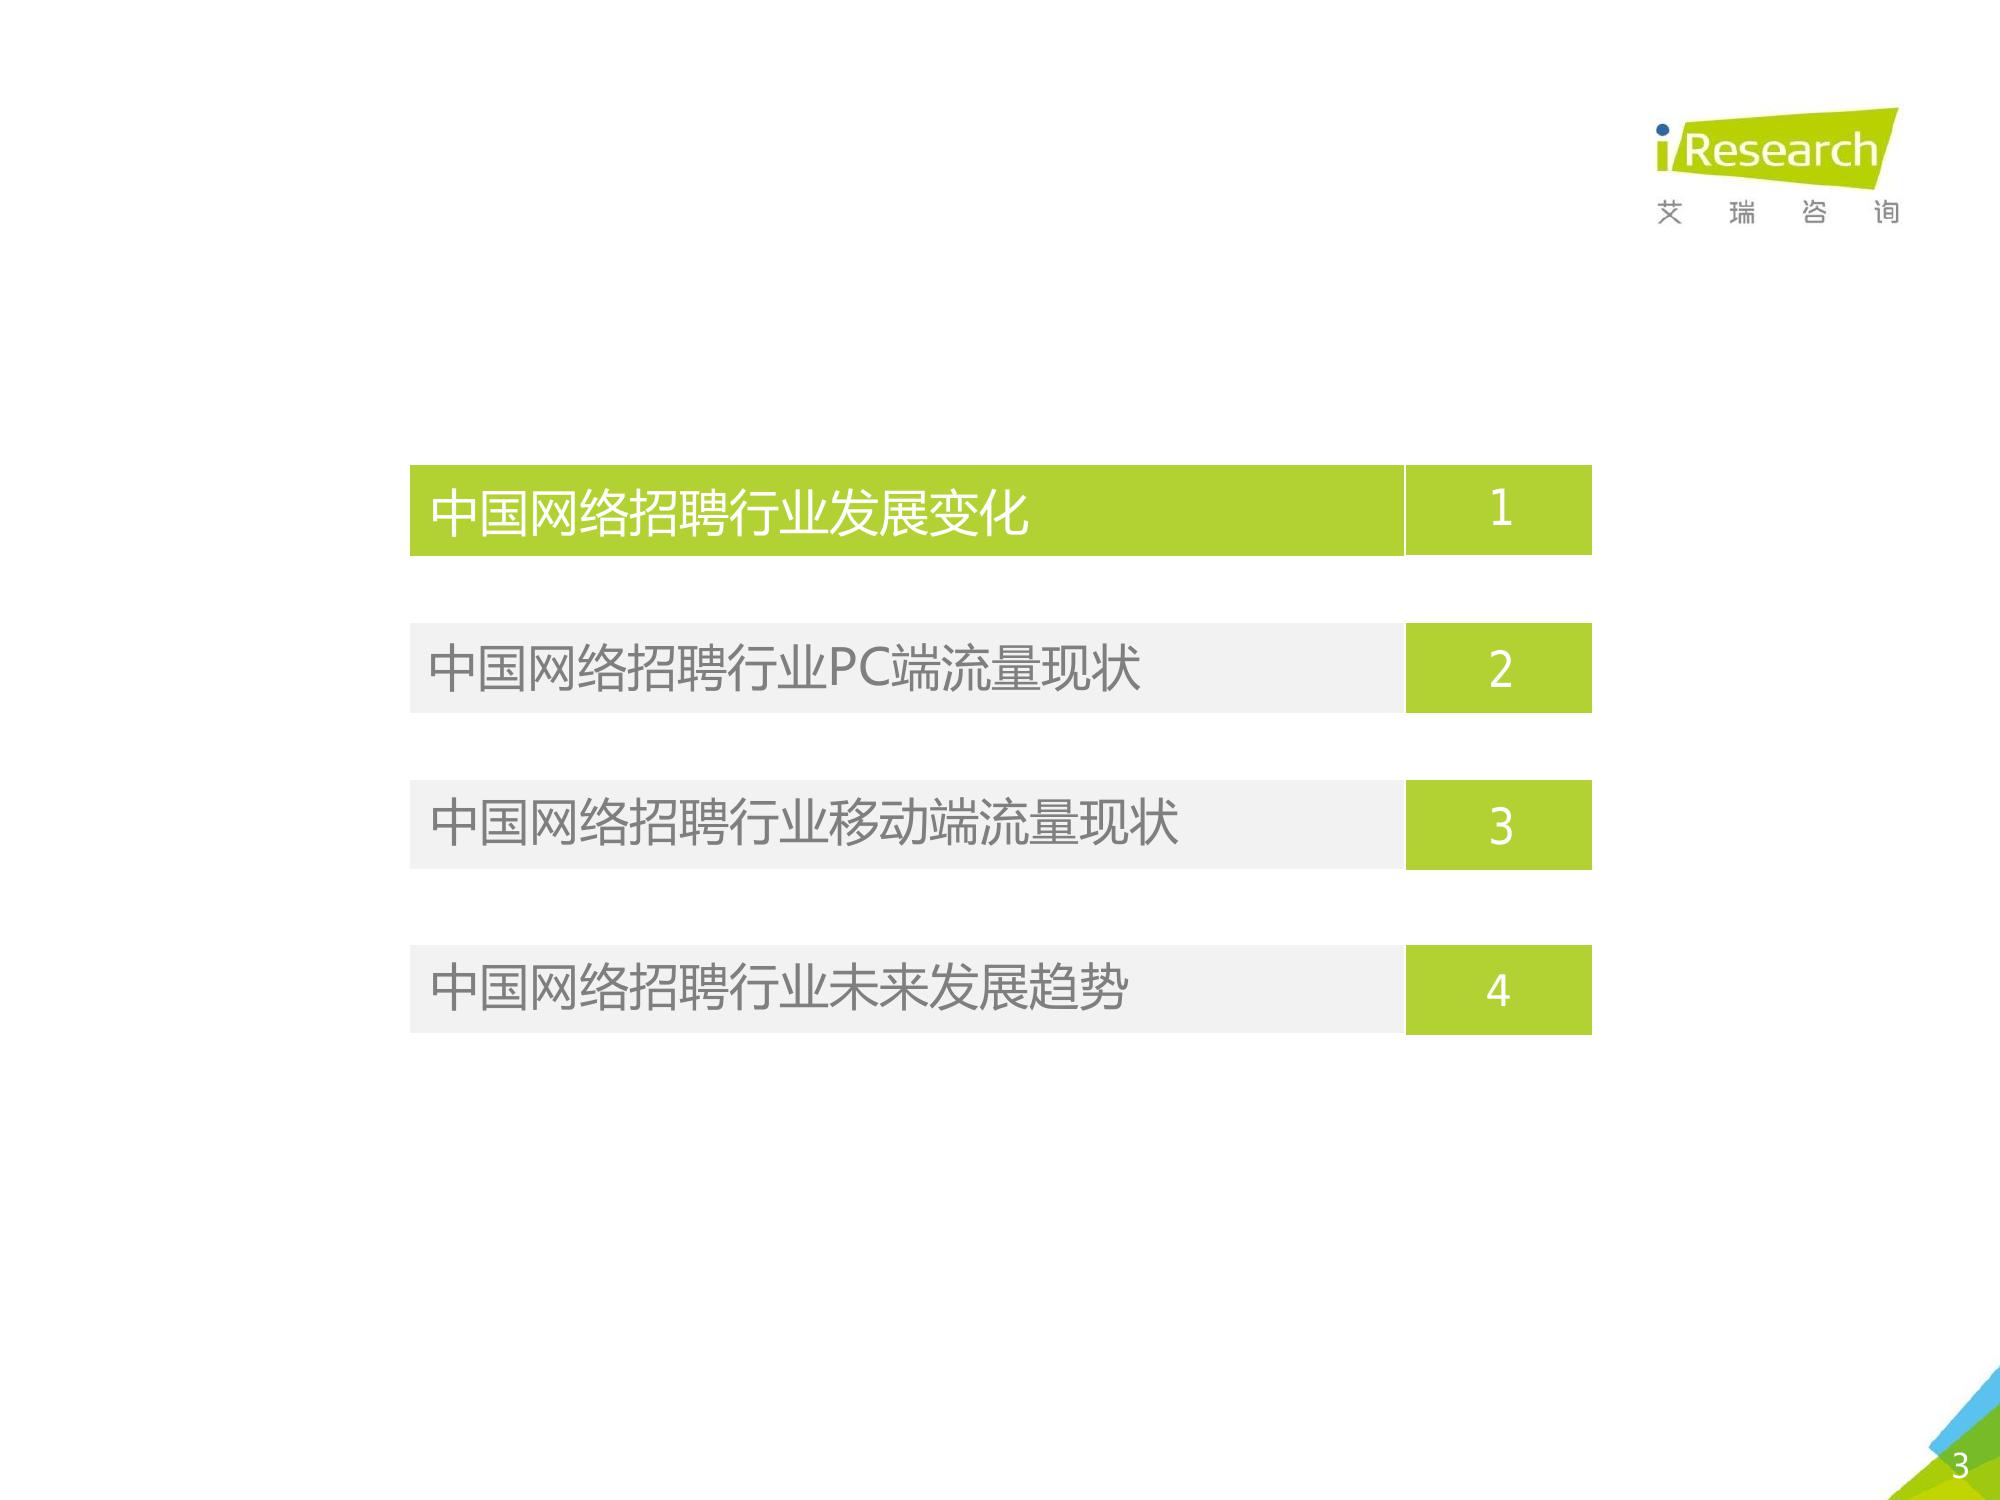 iResearch
艾瑞咨询
中国网络招聘行业发展变化 1
中国网络招聘行业PC端流量现状 2
中国网络招聘行业移动端流量现状 3
中国网络招聘行业未来发展趋势 4
3